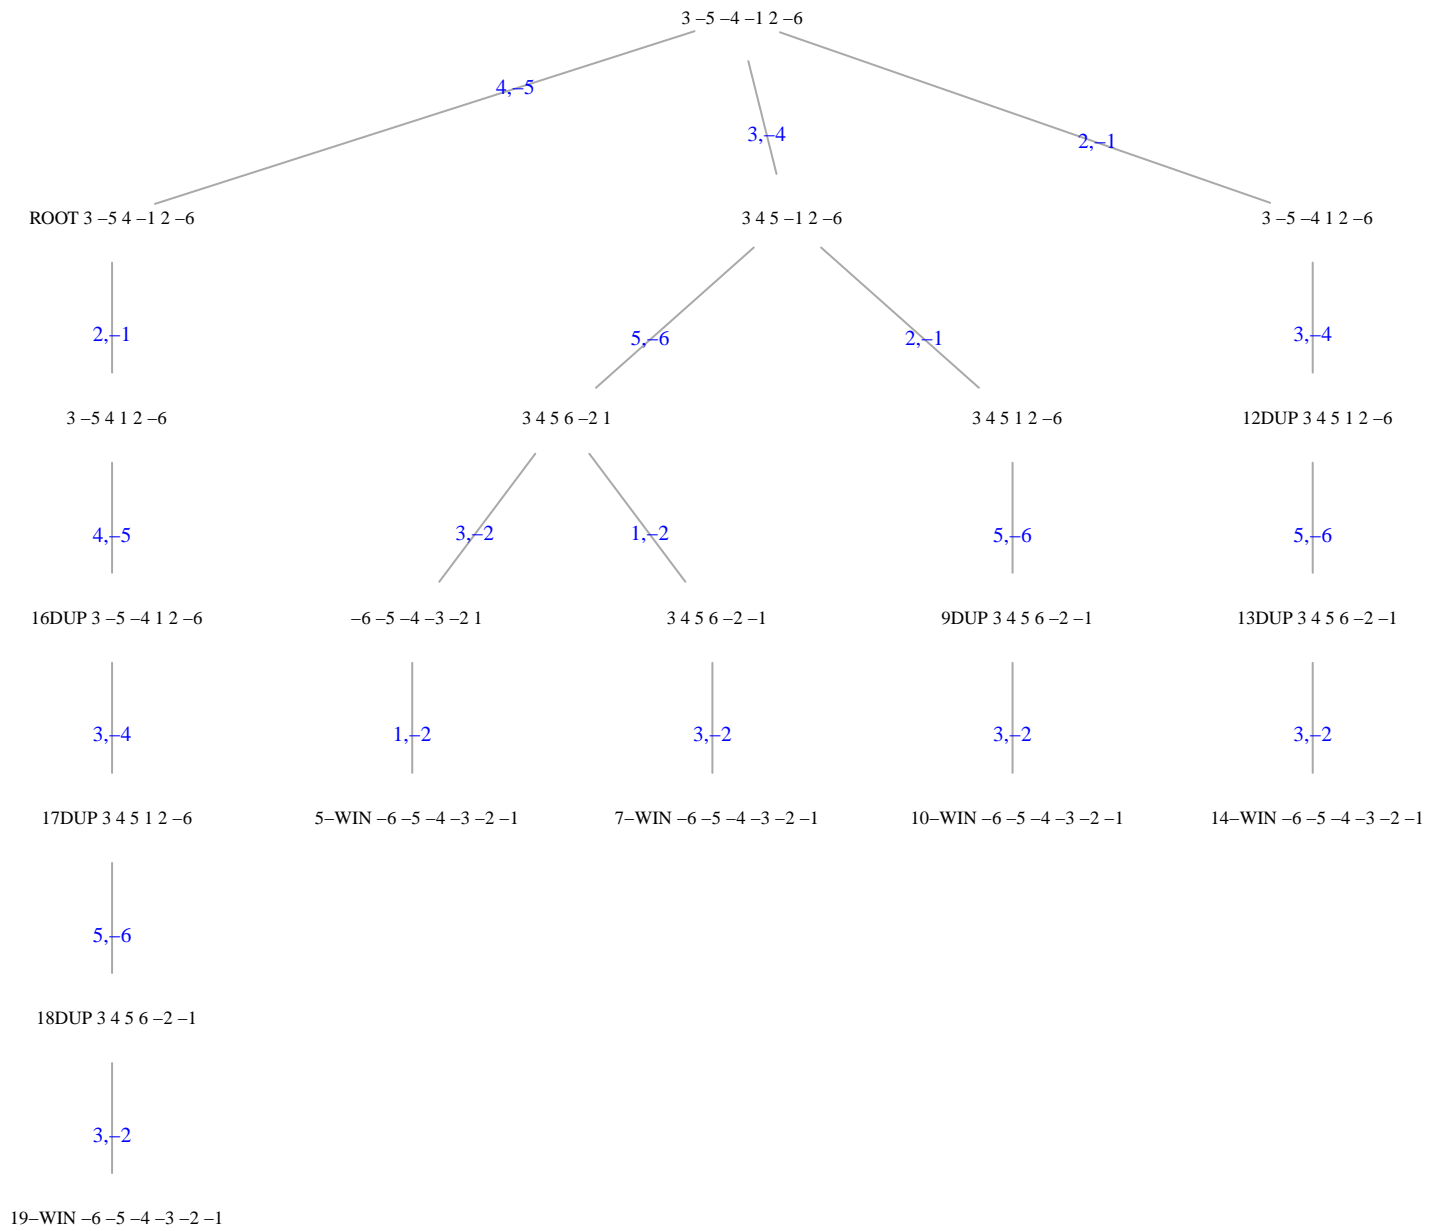 3 –5 –4 –1 2 –6
4,–5
3,–4
2,–1
ROOT 3 –5 4 –1 2 –6
3 4 5 –1 2 –6
3 –5 –4 1 2 –6
2,–1
5,–6
2,–1
3,–4
3 –5 4 1 2 –6
3 4 5 6 –2 1
3 4 5 1 2 –6
12DUP 3 4 5 1 2 –6
4,–5
3,–2
1,–2
5,–6
5,–6
16DUP 3 –5 –4 1 2 –6
–6 –5 –4 –3 –2 1
3 4 5 6 –2 –1
9DUP 3 4 5 6 –2 –1
13DUP 3 4 5 6 –2 –1
3,–4
1,–2
3,–2
3,–2
3,–2
17DUP 3 4 5 1 2 –6
5–WIN –6 –5 –4 –3 –2 –1
7–WIN –6 –5 –4 –3 –2 –1
10–WIN –6 –5 –4 –3 –2 –1
14–WIN –6 –5 –4 –3 –2 –1
5,–6
18DUP 3 4 5 6 –2 –1
3,–2
19–WIN –6 –5 –4 –3 –2 –1